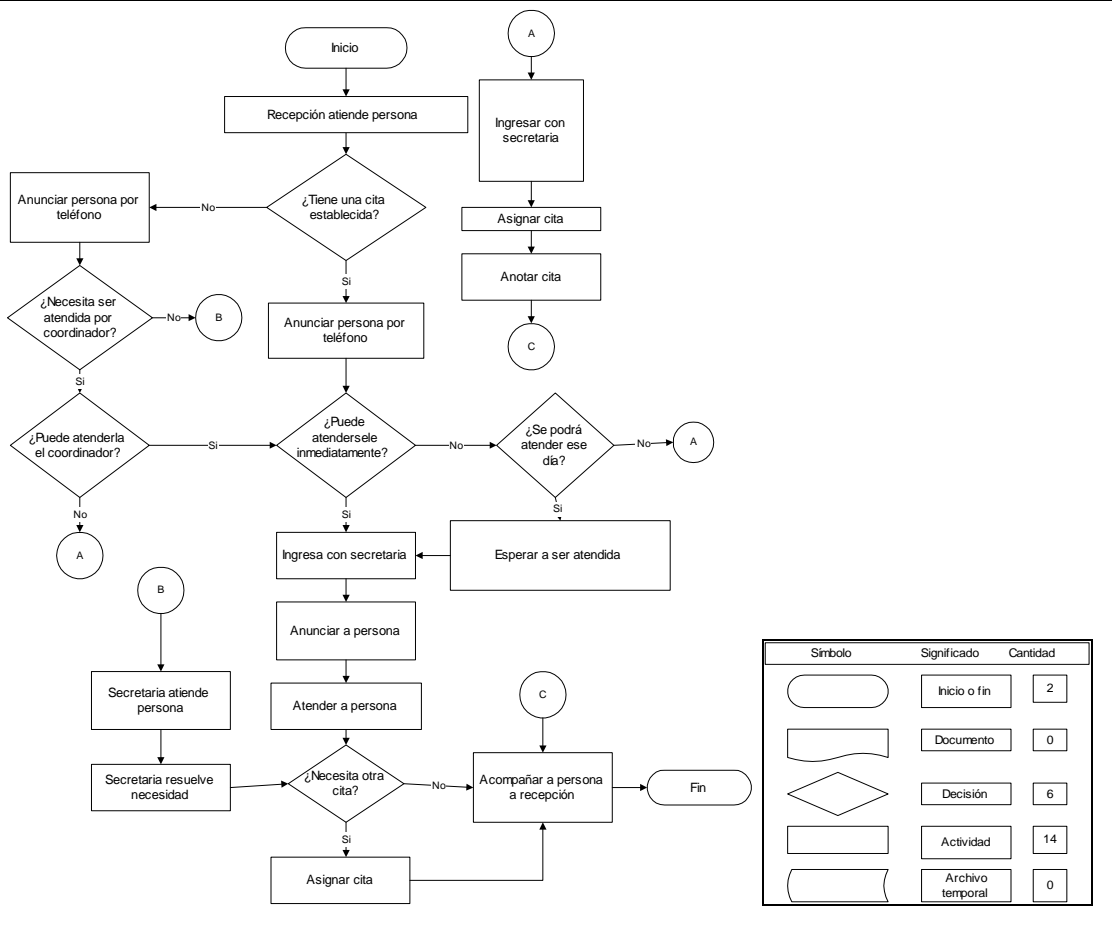 Inicio
A
Recepción atiende persona
Ingresar con
secretaria
¿Tiene una cita
establecida?
No
Anunciar persona por
teléfono
Asignar cita
Anotar cita
Si
C
¿Necesita ser
atendida por
coordinador?
No
B
Anunciar persona por
teléfono
Si
¿Puede atenderla
el coordinador?
Si
¿Puede
atendersele
inmediatamente?
No
¿Se podrá
atender ese
día?
No
A
No
A
Si
Si
Ingresa con secretaria
Esperar a ser atendida
B
Anunciar a persona
Secretaria atiende
persona
Atender a persona
C
Secretaria resuelve
necesidad
¿Necesita otra
cita?
No
Acompañar a persona
a recepción
Fin
Si
Asignar cita
Símbolo Significado Cantidad
Inicio o fin 2
Documento 0
Decisión 6
Actividad 14
Archivo
temporal 0